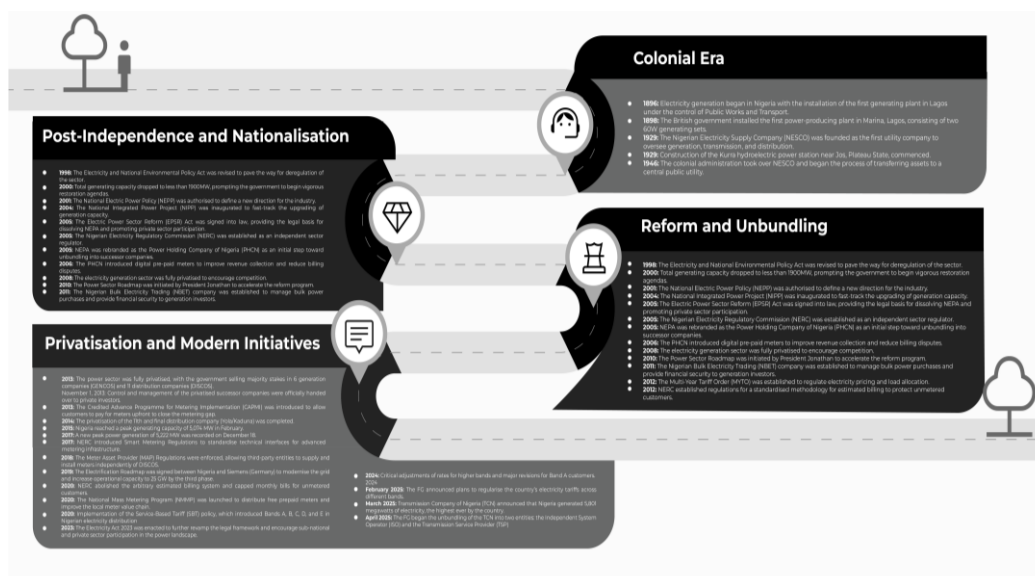 Colonial Era
1896: Electricity generation began in Nigeria with the installation of the first generating plant in Lagos
under the control of Public Works and Transport.
1898: The British government installed the first power-producing plant in Marina, Lagos, consisting of two
60W generating sets.
1929: The Nigerian Electricity Supply Company (NESCO) was founded as the first utility company to
oversee generation, transmission, and distribution.
1929: Construction of the Kurra hydroelectric power station near Jos, Plateau State, commenced.
1946: The colonial administration took over NESCO and began the process of transferring assets to a
central public utility.
Post-Independence and Nationalisation
1998: The Electricity and National Environmental Policy Act was revised to pave the way for deregulation of
the sector.
2000: Total generating capacity dropped to less than 1900MW, prompting the government to begin vigorous
restoration agendas.
2001: The National Electric Power Policy (NEPP) was authorised to define a new direction for the industry.
2004: The National Integrated Power Project (NIPP) was inaugurated to fast-track the upgrading of
generation capacity.
2005: The Electric Power Sector Reform (EPSR) Act was signed into law, providing the legal basis for
dissolving NEPA and promoting private sector participation.
2005: The Nigerian Electricity Regulatory Commission (NERC) was established as an independent sector
regulator.
2005: NEPA was rebranded as the Power Holding Company of Nigeria (PHCN) as an initial step toward
unbundling into successor companies.
2006: The PHCN introduced digital pre-paid meters to improve revenue collection and reduce billing
disputes.
2008: the electricity generation sector was fully privatised to encourage competition.
2010: The Power Sector Roadmap was initiated by President Jonathan to accelerate the reform program.
2011: The Nigerian Bulk Electricity Trading (NBET) company was established to manage bulk power
purchases and provide financial security to generation investors.
Reform and Unbundling
1998: The Electricity and National Environmental Policy Act was revised to pave the way for deregulation of the sector.
2000: Total generating capacity dropped to less than 1900MW, prompting the government to begin vigorous restoration
agendas.
2001: The National Electric Power Policy (NEPP) was authorised to define a new direction for the industry.
2004: The National Integrated Power Project (NIPP) was inaugurated to fast-track the upgrading of generation capacity.
2005: The Electric Power Sector Reform (EPSR) Act was signed into law, providing the legal basis for dissolving NEPA and
promoting private sector participation.
2005: The Nigerian Electricity Regulatory Commission (NERC) was established as an independent sector regulator.
2005: NEPA was rebranded as the Power Holding Company of Nigeria (PHCN) as an initial step toward unbundling into
successor companies.
2006: The PHCN introduced digital pre-paid meters to improve revenue collection and reduce billing disputes.
2008: the electricity generation sector was fully privatised to encourage competition.
2010: The Power Sector Roadmap was initiated by President Jonathan to accelerate the reform program.
2011: The Nigerian Bulk Electricity Trading (NBET) company was established to manage bulk power purchases and
provide financial security to generation investors.
2012: The Multi-Year Tariff Order (MYTO) was established to regulate electricity pricing and load allocation.
2012: NERC established regulations for a standardised methodology for estimated billing to protect unmetered
customers.
Privatisation and Modern Initiatives
2013: The power sector was fully privatised, with the government selling majority stakes in 6 generation
companies (GENCOS) and 11 distribution companies (DISCOS).
November 1, 2013: Control and management of the privatised successor companies were officially handed
over to private investors.
2013: The Credited Advance Programme for Metering Implementation (CAPMI) was introduced to allow
customers to pay for meters upfront to close the metering gap.
2014: The privatisation of the 11th and final distribution company (Yola/Kaduna) was completed.
2015: Nigeria reached a peak generating capacity of 5,074 MW in February.
2017: A new peak power generation of 5,222 MW was recorded on December 18.
2017: NERC introduced Smart Metering Regulations to standardise technical interfaces for advanced
metering infrastructure.
2018: The Meter Asset Provider (MAP) Regulations were enforced, allowing third-party entities to supply and
install meters independently of DISCOS.
2019: The Electrification Roadmap was signed between Nigeria and Siemens (Germany) to modernise the grid
and increase operational capacity to 25 GW by the third phase.
2020: NERC abolished the arbitrary estimated billing system and capped monthly bills for unmetered
customers.
2020: The National Mass Metering Program (NMMP) was launched to distribute free prepaid meters and
improve the local meter value chain.
2020: Implementation of the Service-Based Tariff (SBT) policy, which introduced Bands A, B, C, D, and E in
Nigerian electricity distribution
2023: The Electricity Act 2023 was enacted to further revamp the legal framework and encourage sub-national
and private sector participation in the power landscape.
2024: Critical adjustments of rates for higher bands and major revisions for Band A customers
2024.
February 2025: The FG announced plans to regularise the country's electricity tariffs across
different bands.
March 2025: Transmission Company of Nigeria (TCN) announced that Nigeria generated 5,801
megawatts of electricity, the highest ever by the country.
April 2025: The FG began the unbundling of the TCN into two entities: the Independent System
Operator (ISO) and the Transmission Service Provider (TSP)